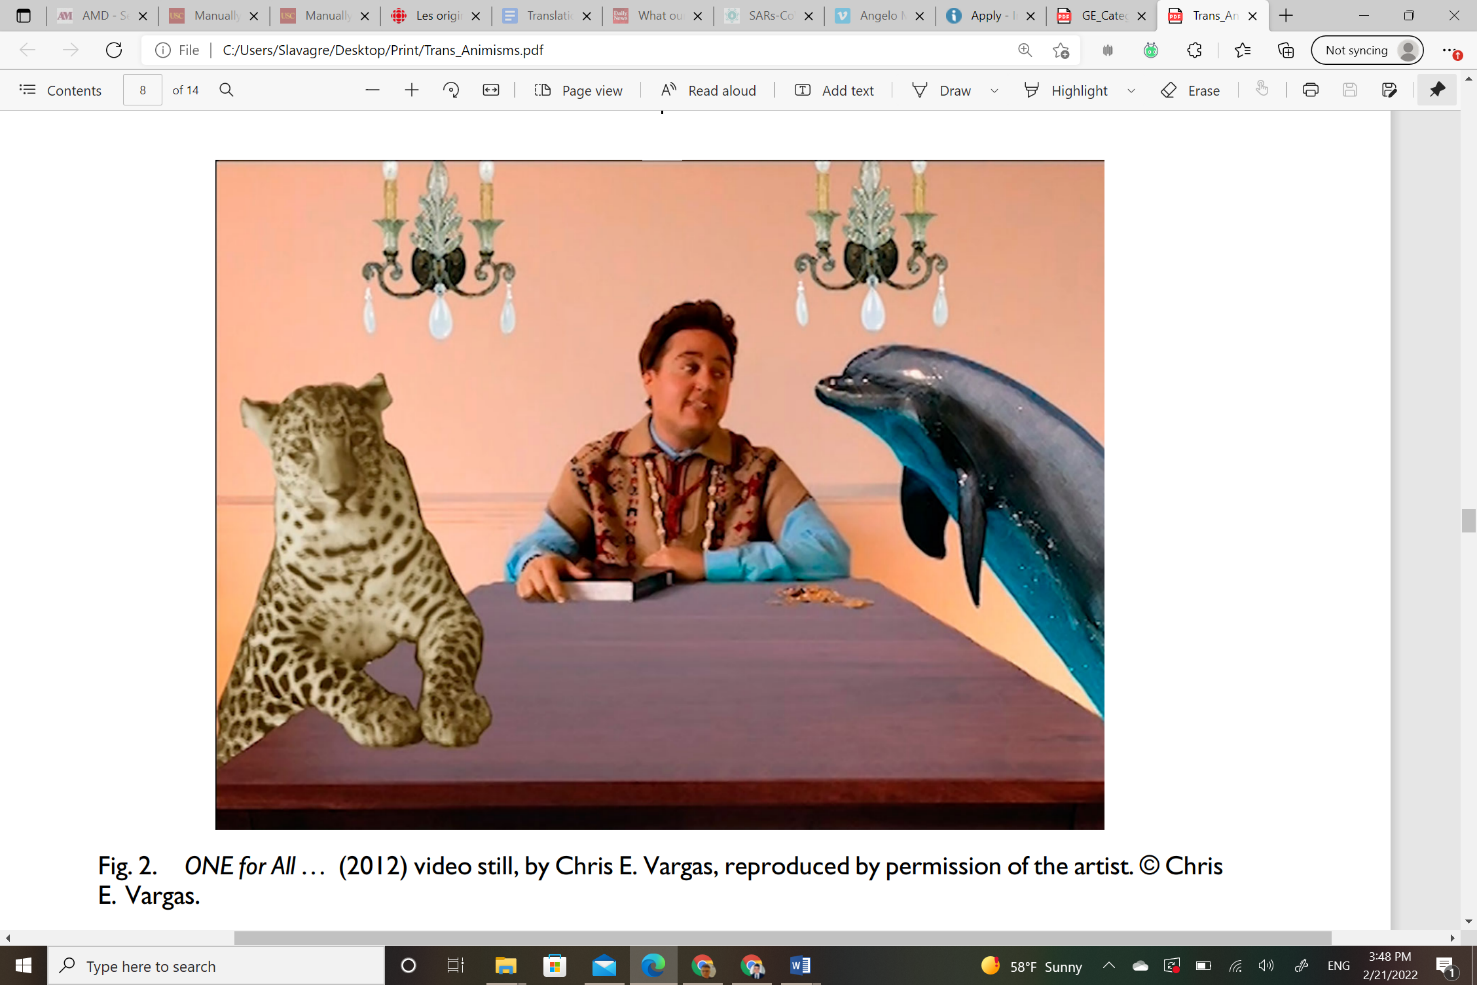 AMD - S
Manually
Manually
Les origi
Translati
What ou
SARs-Co
Angelo
Apply -
GE_Cate
Trans_An
File
C:/Users/Slavagre/Desktop/Print/Trans_Animisms.pdf
Not syncing
Contents
8
of 14
Page view
Read aloud
Add text
Draw
Highlight
Erase
Fig. 2. ONE for All … (2012) video still, by Chris E. Vargas, reproduced by permission of the artist. © Chris
E. Vargas.
Type here to search
58°F Sunny
ENG
3:48 PM
2/21/2022
1